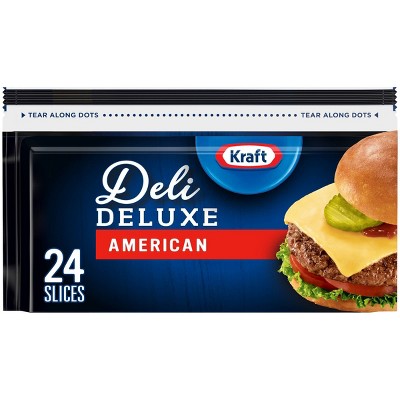 TEAR ALONG DOTS TEAR ALONG DOTS
Kraft
Deli
DELUXE
AMERICAN
24
SLICES